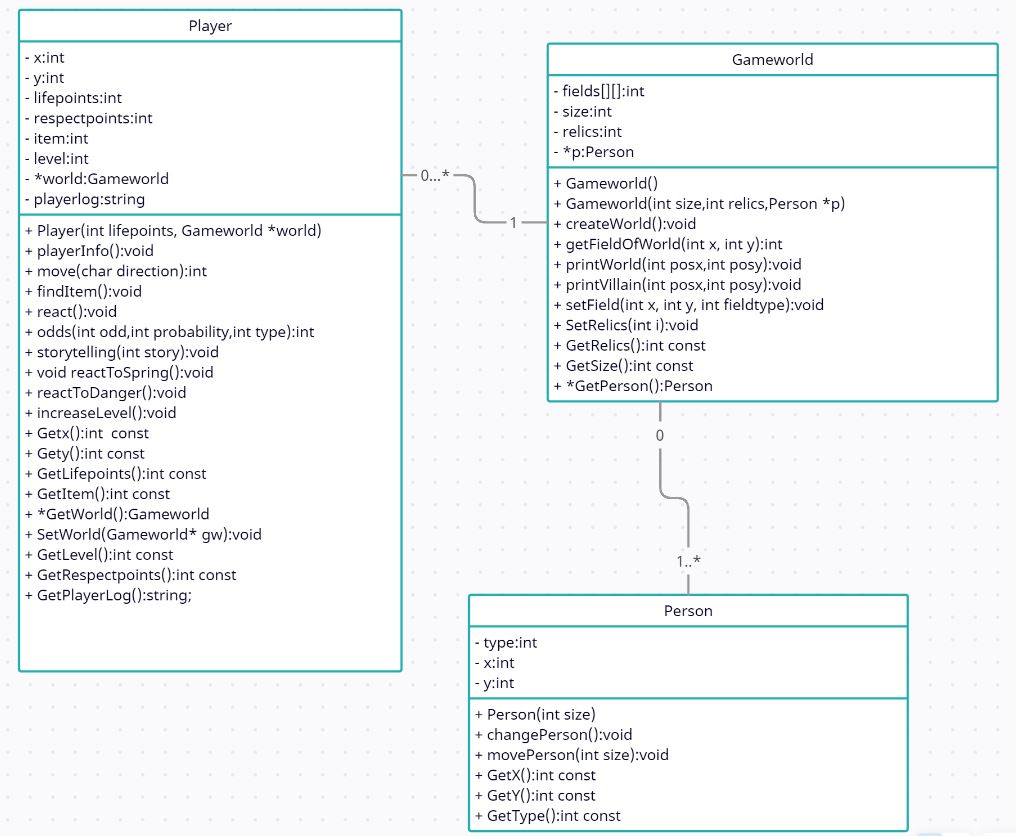 Player
- x:int
- y:int
- lifepoints:int
- respectpoints:int
- item:int
- level:int
- *world:Gameworld
- playerlog:string
+ Player(int lifepoints, Gameworld *world)
+ playerInfo():void
+ move(char direction):int
+ findItem():void
+ react():void
+ odds(int odd,int probability,int type):int
+ storytelling(int story):void
+ void reactToSpring():void
+ reactToDanger():void
+ increaseLevel():void
+ Getx():int  const
+ Gety():int const
+ GetLifepoints():int const
+ GetItem():int const
+ *GetWorld():Gameworld
+ SetWorld(Gameworld* gw):void
+ GetLevel():int const
+ GetRespectpoints():int const
+ GetPlayerLog():string;
0...*
1
Gameworld
- fields[][]:int
- size:int
- relics:int
- *p:Person
+ Gameworld()
+ Gameworld(int size,int relics,Person *p)
+ createWorld():void
+ getFieldOfWorld(int x, int y):int
+ printWorld(int posx,int posy):void
+ printVillain(int posx,int posy):void
+ setField(int x, int y, int fieldtype):void
+ SetRelics(int i):void
+ GetRelics():int const
+ GetSize():int const
+ *GetPerson():Person
0
1..*
Person
- type:int
- x:int
- y:int
+ Person(int size)
+ changePerson():void
+ movePerson(int size):void
+ GetX():int const
+ GetY():int const
+ GetType():int const